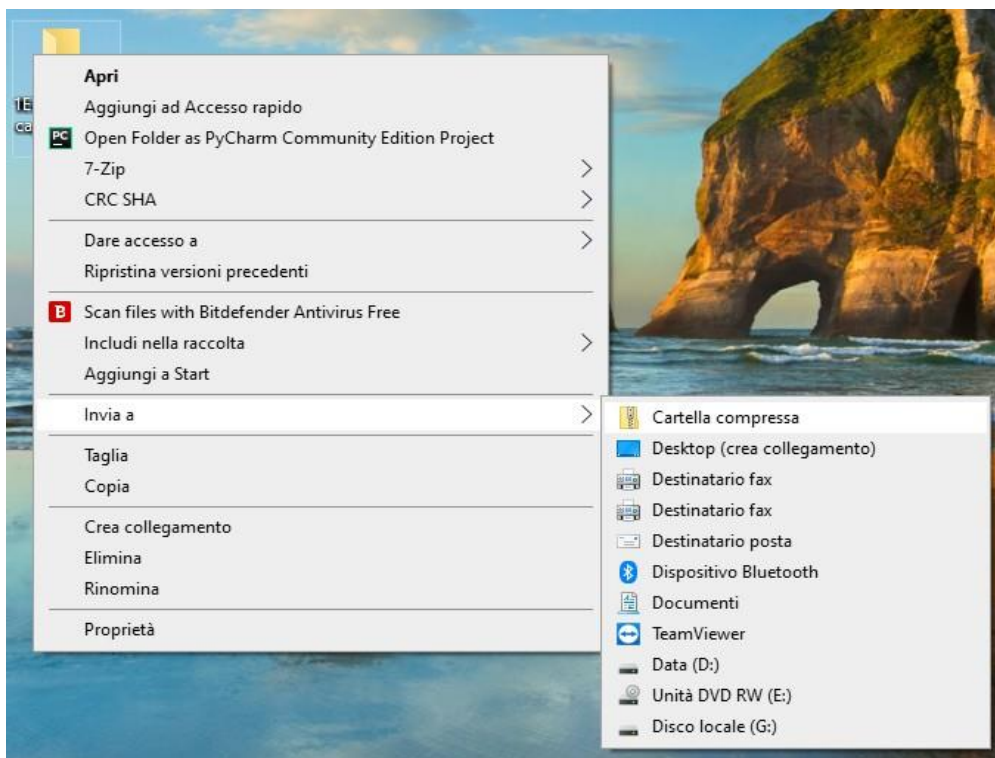 Apri
Aggiungi ad Accesso rapido
PC Open Folder as PyCharm Community Edition Project
7-Zip
CRC SHA
Dare accesso a
Ripristina versioni precedenti
B Scan files with Bitdefender Antivirus Free
Includi nella raccolta
Aggiungi a Start
Invia a
Taglia
Copia
Crea collegamento
Elimina
Rinomina
Proprietà
Cartella compressa
Desktop (crea collegamento)
Destinatario fax
Destinatario fax
Destinatario posta
Dispositivo Bluetooth
Documenti
TeamViewer
Data (D:)
Unità DVD RW (E:)
Disco locale (G:)